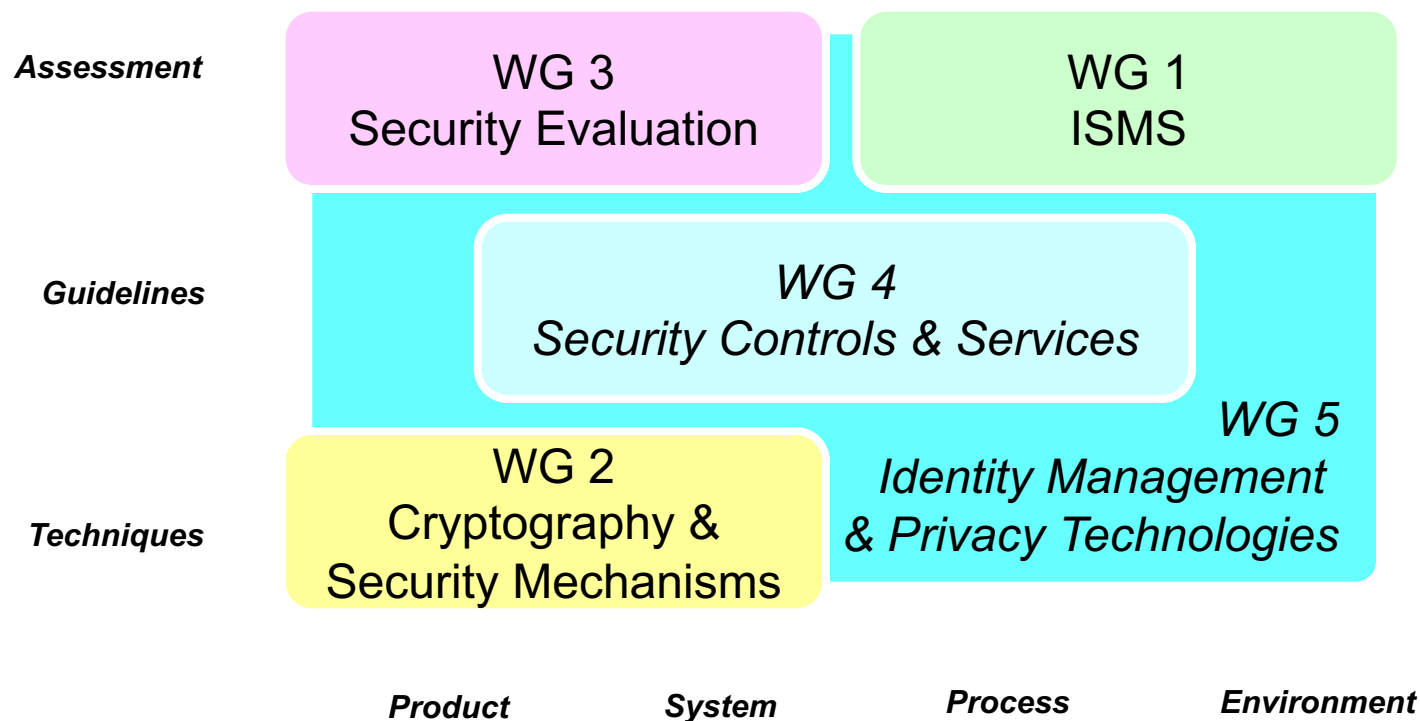 Assessment
WG 3
Security Evaluation
WG 1
ISMS
Guidelines
WG 4
Security Controls & Services
WG 5
Identity Management
& Privacy Technologies
Techniques
WG 2
Cryptography &
Security Mechanisms
Product
System
Process
Environment